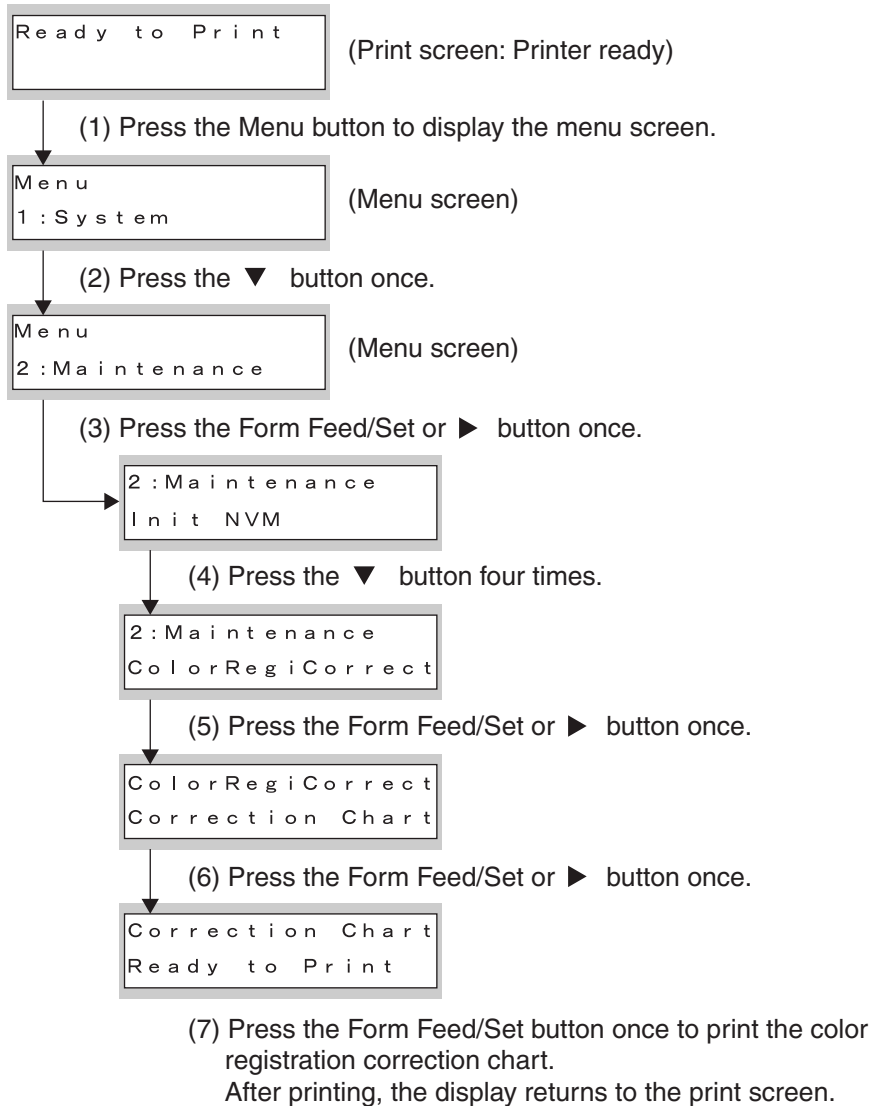 Ready to Print
(Print screen: Printer ready)
(1) Press the Menu button to display the menu screen.
Menu
1:System
(Menu screen)
(2) Press the ▼ button once.
Menu
2:Maintenance
(Menu screen)
(3) Press the Form Feed/Set or ▶ button once.
2:Maintenance
Init NVM
(4) Press the ▼ button four times.
2:Maintenance
ColorRegiCorrect
(5) Press the Form Feed/Set or ▶ button once.
ColorRegiCorrect
Correction Chart
(6) Press the Form Feed/Set or ▶ button once.
Correction Chart
Ready to Print
(7) Press the Form Feed/Set button once to print the color
registration correction chart.
After printing, the display returns to the print screen.